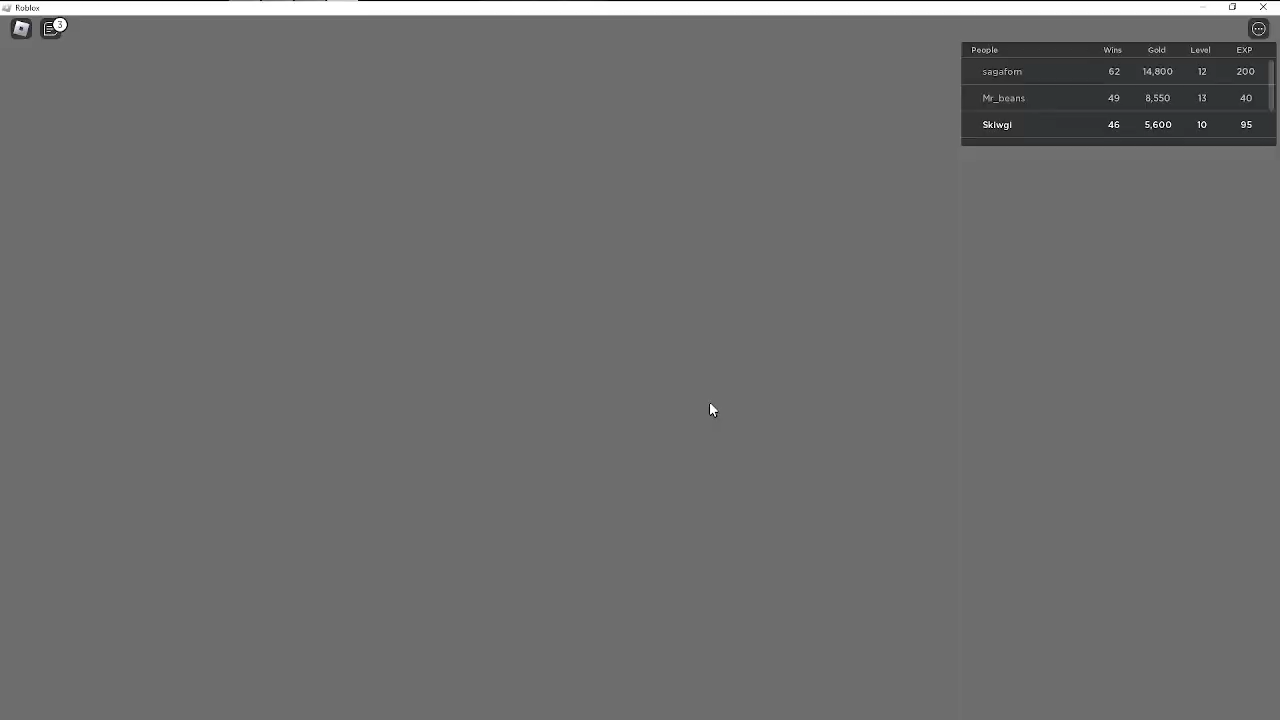 Roblox
3
People Wins Gold Level EXP
sagaforn 62 14,800 12 200
Mr_beans 49 8,550 13 40
Sklwgi 46 5,600 10 95